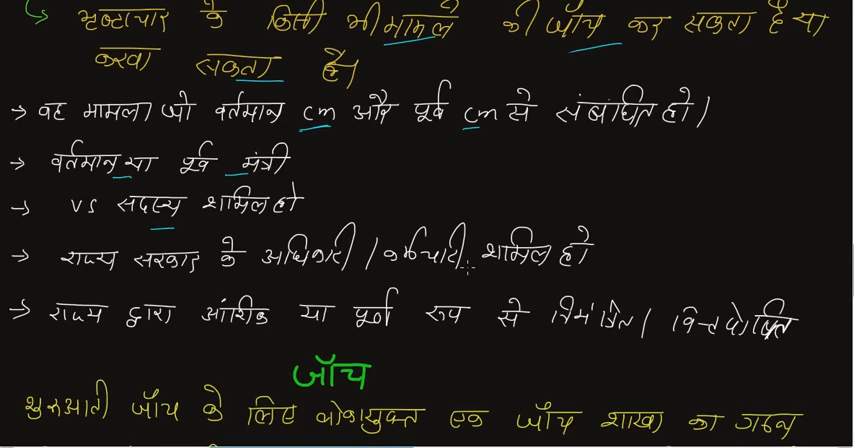 भ्रष्टाचार के किसी भी मामले की जाँच कर सकता है या
करवा सकता है।
→ वह मामला जो वर्तमान cm और पूर्व cm से संबंधित हो।
→ वर्तमान या पूर्व मंत्री
→ vs सदस्य शामिल हो
→ राज्य सरकार के अधिकारी / कर्मचारी शामिल हो
→ राज्य द्वारा आंशिक या पूर्ण रूप से नियंत्रित / वित्तपोषित
जाँच
शुरुआती जाँच के लिए लोकायुक्त एक जाँच शाखा का गठन